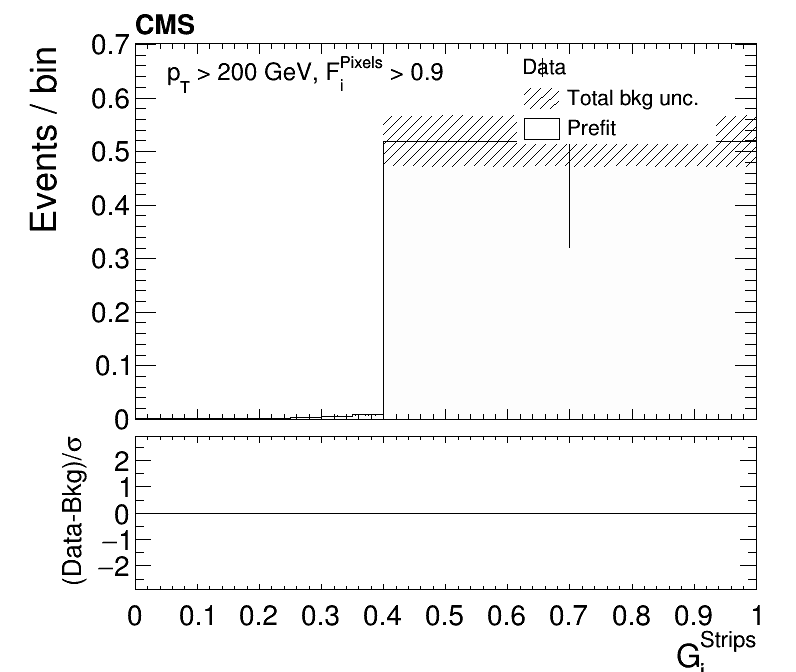 CMS
Events / bin
p_T > 200 GeV, F_i^Pixels > 0.9
Data
Total bkg unc.
Prefit
0.7
0.6
0.5
0.4
0.3
0.2
0.1
0
(Data-Bkg)/σ
2
1
0
−1
−2
0 0.1 0.2 0.3 0.4 0.5 0.6 0.7 0.8 0.9 1
G_i^Strips